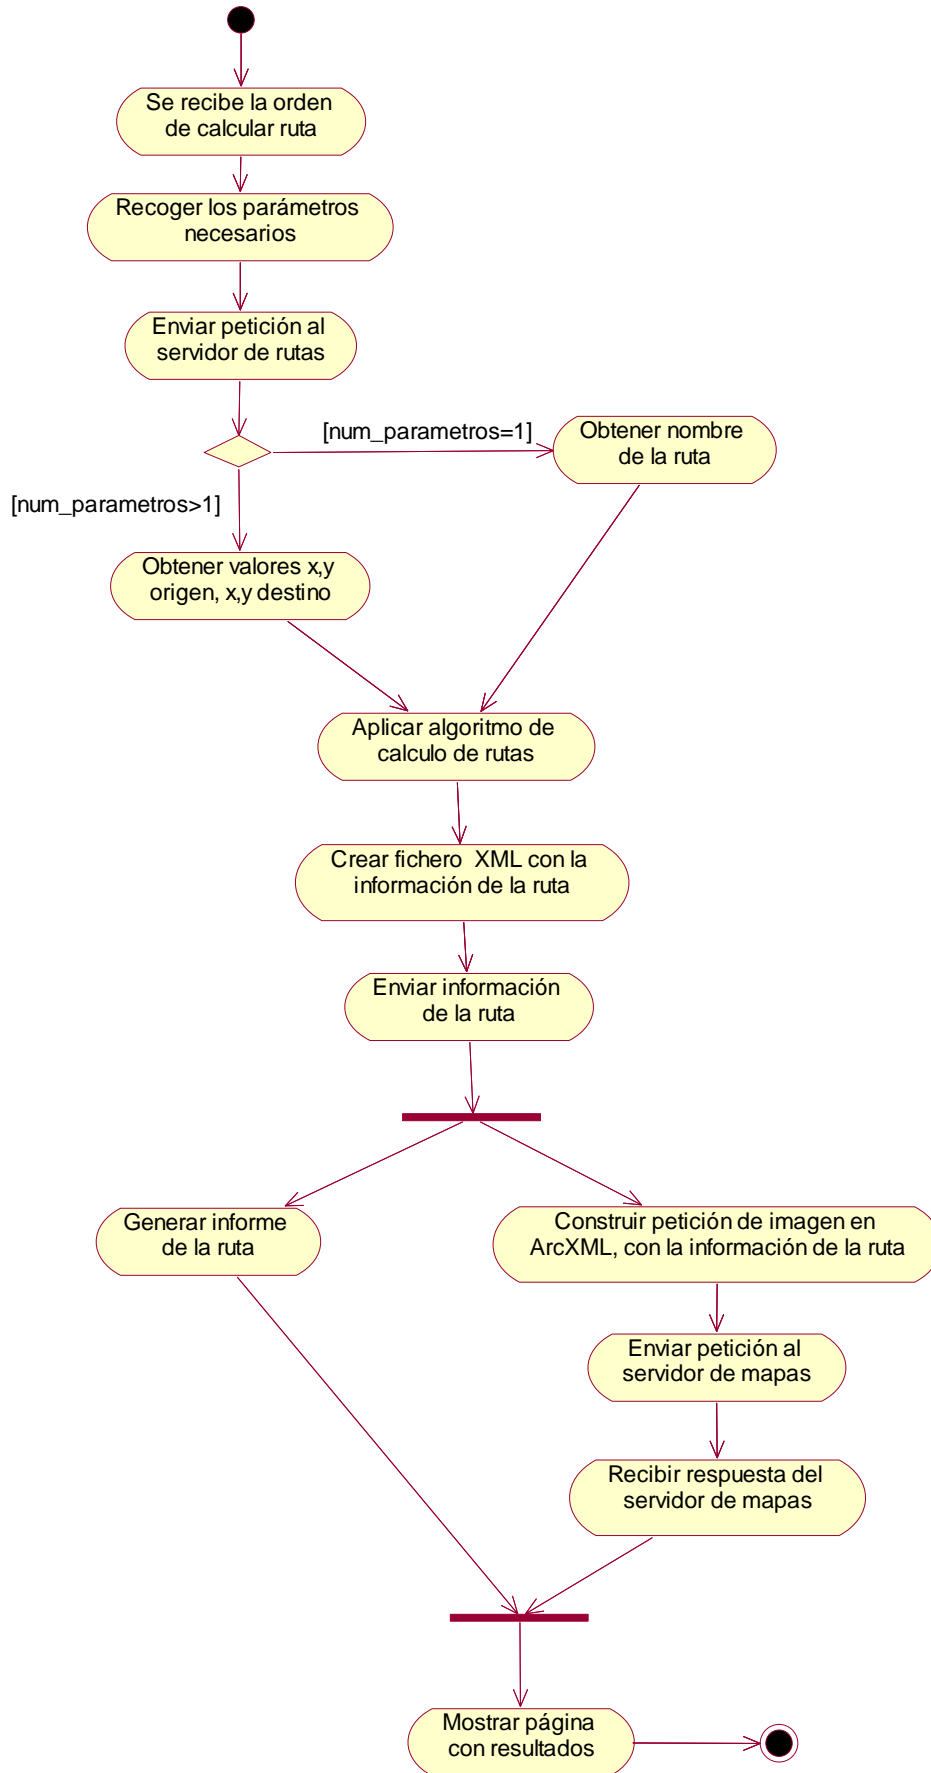 Se recibe la orden
de calcular ruta
Recoger los parámetros
necesarios
Enviar petición al
servidor de rutas
[num_parametros=1]
Obtener nombre
de la ruta
[num_parametros>1]
Obtener valores x,y
origen, x,y destino
Aplicar algoritmo de
calculo de rutas
Crear fichero XML con la
información de la ruta
Enviar información
de la ruta
Generar informe
de la ruta
Construir petición de imagen en
ArcXML, con la información de la ruta
Enviar petición al
servidor de mapas
Recibir respuesta del
servidor de mapas
Mostrar página
con resultados